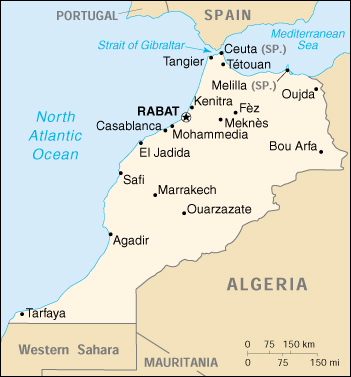 PORTUGAL
SPAIN
Strait of Gibraltar
Ceuta (SP.)
Mediterranean
Sea
Tangier
Tétouan
Melilla (SP.)
Oujda
Kenitra
RABAT
Fèz
North
Atlantic
Ocean
Casablanca
Meknès
Mohammedia
El Jadida
Bou Arfa
Safi
Marrakech
Ouarzazate
Agadir
ALGERIA
Tarfaya
Western Sahara
MAURITANIA
0 75 150 km
0 75 150 mi